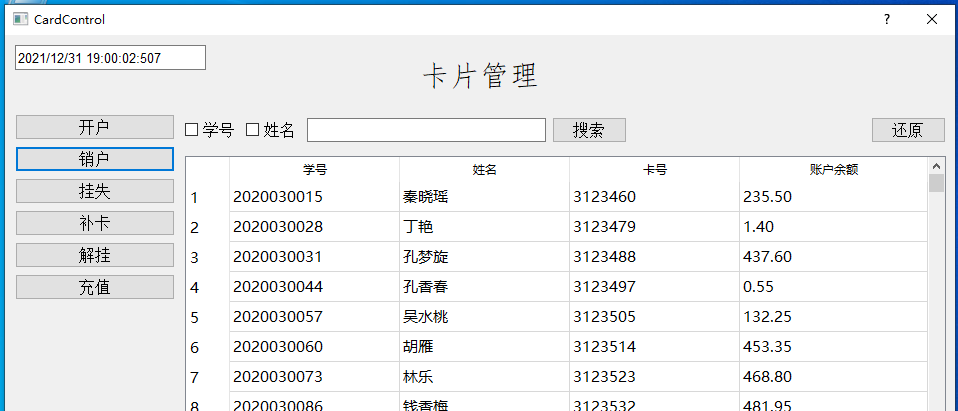 CardControl ?
2021/12/31 19:00:02:507
卡片管理
开户
销户
挂失
补卡
解挂
充值
学号 姓名 搜索 还原
学号 姓名 卡号 账户余额
1 2020030015 秦晓瑶 3123460 235.50
2 2020030028 丁艳 3123479 1.40
3 2020030031 孔梦旋 3123488 437.60
4 2020030044 孔香春 3123497 0.55
5 2020030057 吴水桃 3123505 132.25
6 2020030060 胡雁 3123514 453.35
7 2020030073 林乐 3123523 468.80
8 2020030086 钱香梅 3123532 481.95